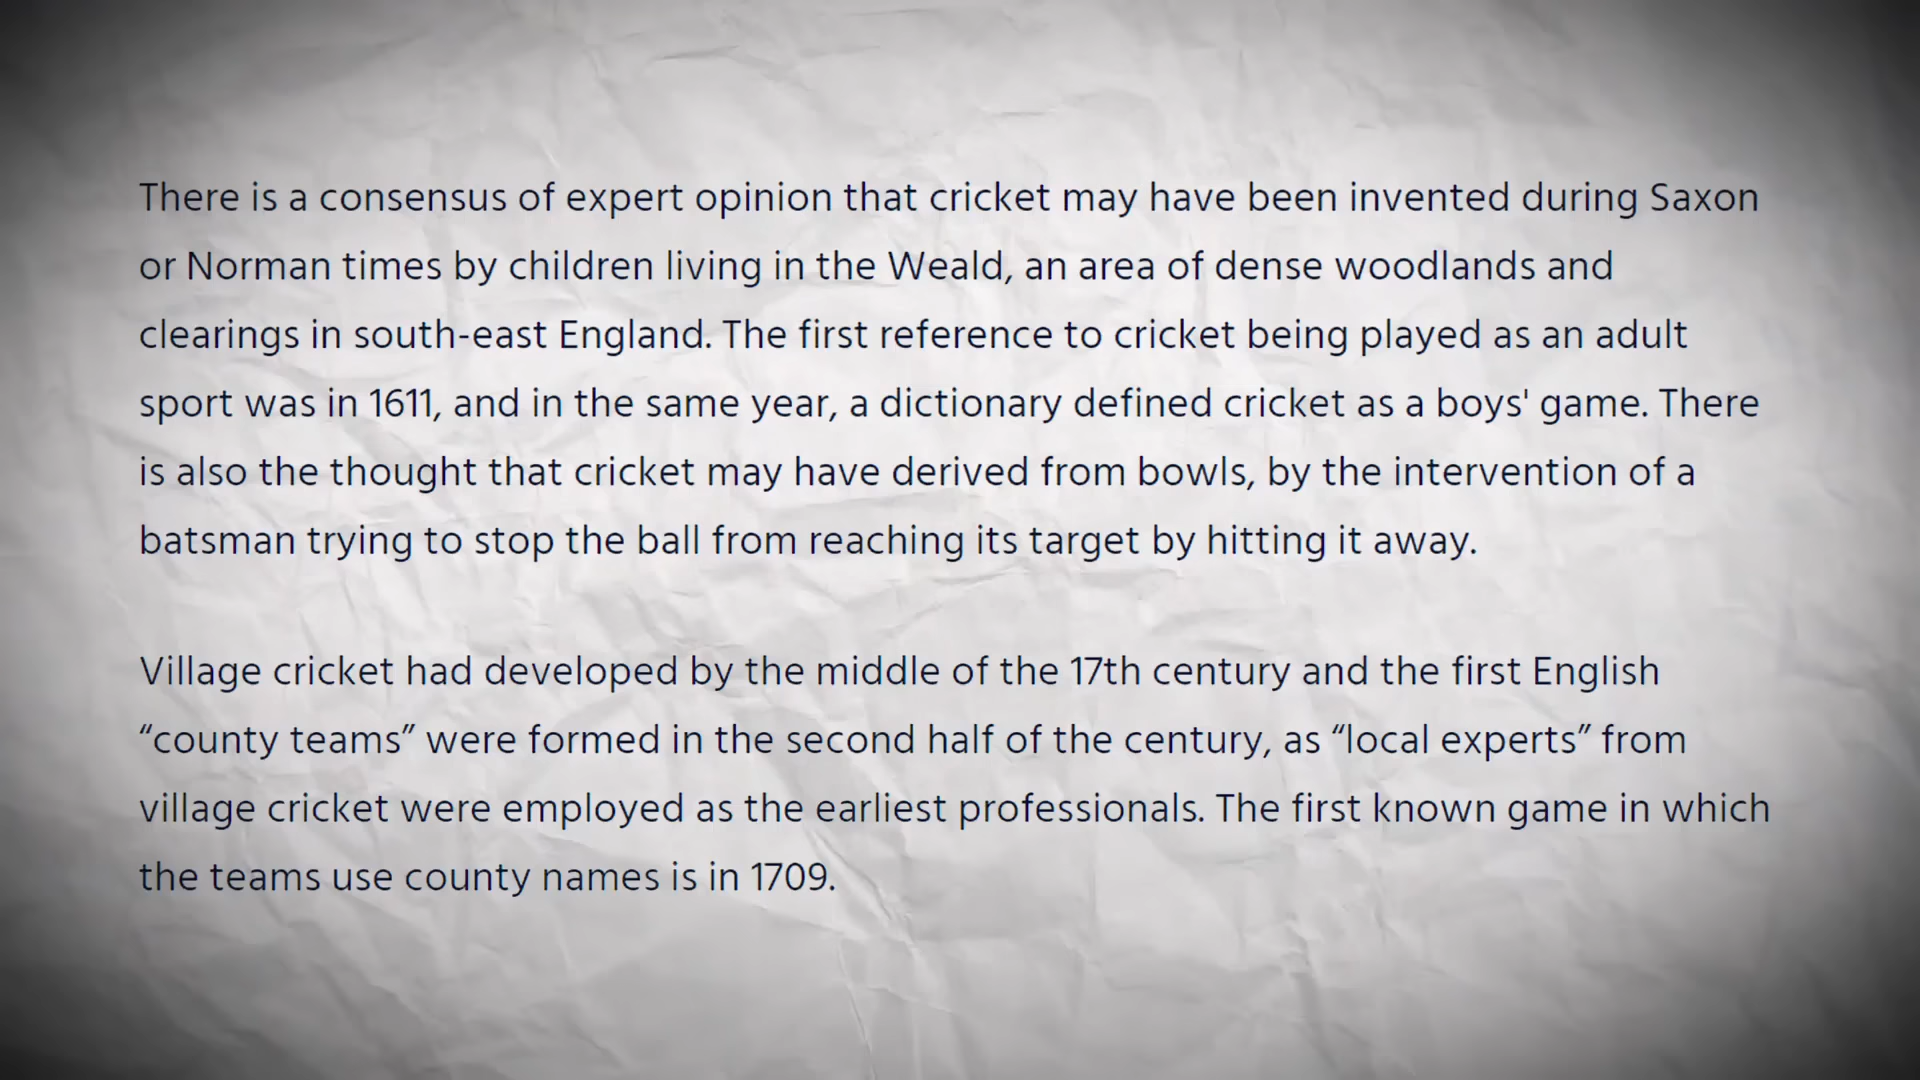 There is a consensus of expert opinion that cricket may have been invented during Saxon
or Norman times by children living in the Weald, an area of dense woodlands and
clearings in south-east England. The first reference to cricket being played as an adult
sport was in 1611, and in the same year, a dictionary defined cricket as a boys' game. There
is also the thought that cricket may have derived from bowls, by the intervention of a
batsman trying to stop the ball from reaching its target by hitting it away.
Village cricket had developed by the middle of the 17th century and the first English
“county teams” were formed in the second half of the century, as “local experts” from
village cricket were employed as the earliest professionals. The first known game in which
the teams use county names is in 1709.